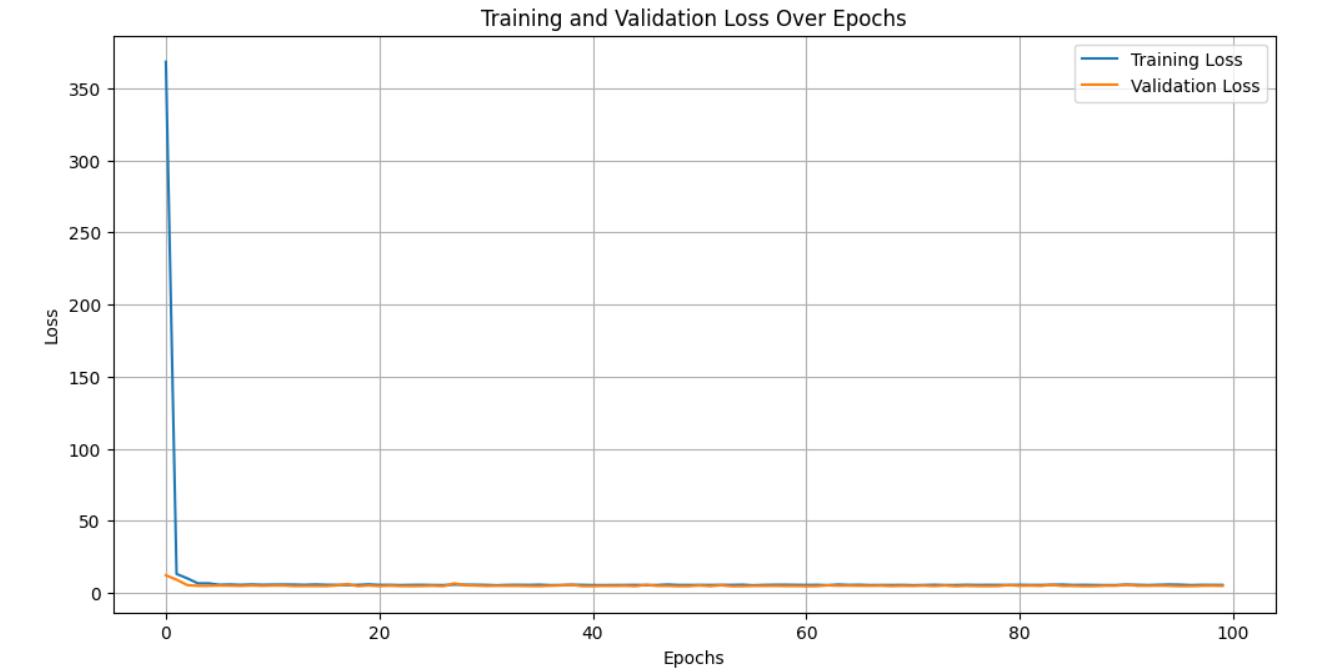 Training and Validation Loss Over Epochs
Training Loss
Validation Loss
350
300
250
200
150
100
50
0
Loss
0 20 40 60 80 100
Epochs